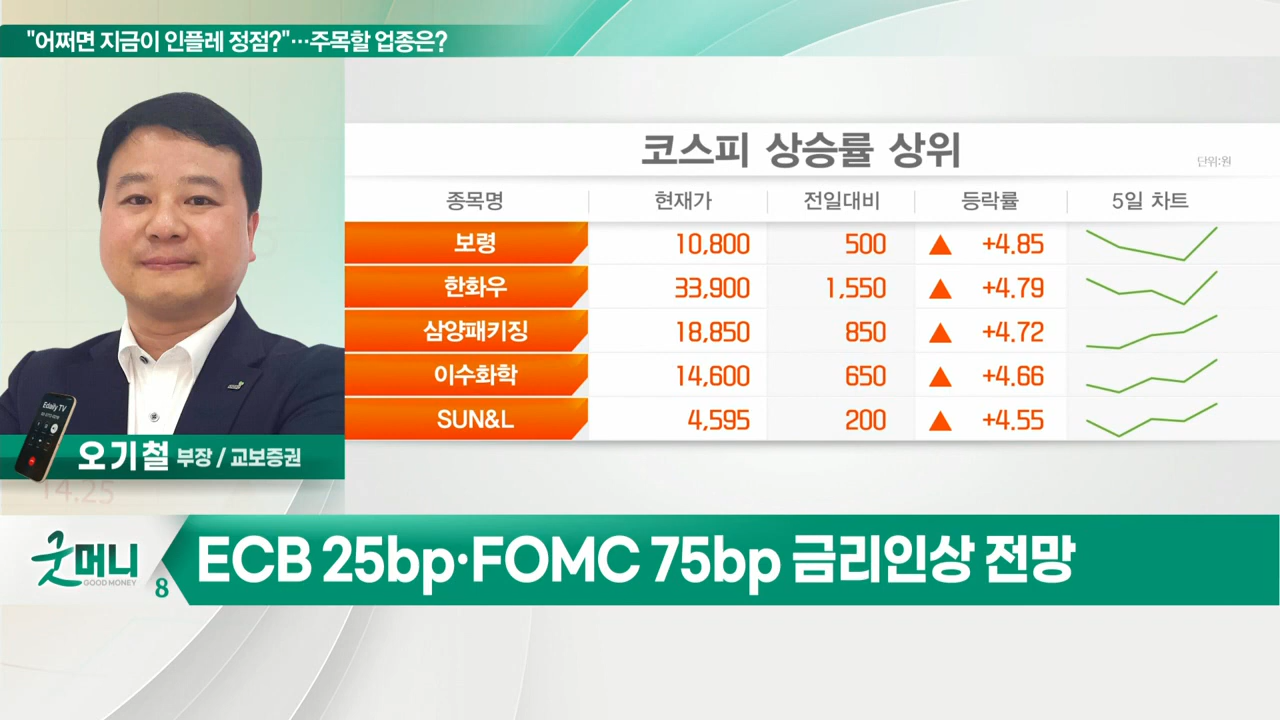 "어쩌면 지금이 인플레 정점?"…주목할 업종은?
코스피 상승률 상위
단위:원
종목명 현재가 전일대비 등락률 5일 차트
보령 10,800 500 ▲ +4.85
한화우 33,900 1,550 ▲ +4.79
삼양패키징 18,850 850 ▲ +4.72
이수화학 14,600 650 ▲ +4.66
SUN&L 4,595 200 ▲ +4.55
Edaily TV
오기철 부장 / 교보증권
14.25
굿머니
GOOD MONEY
8
ECB 25bp·FOMC 75bp 금리인상 전망